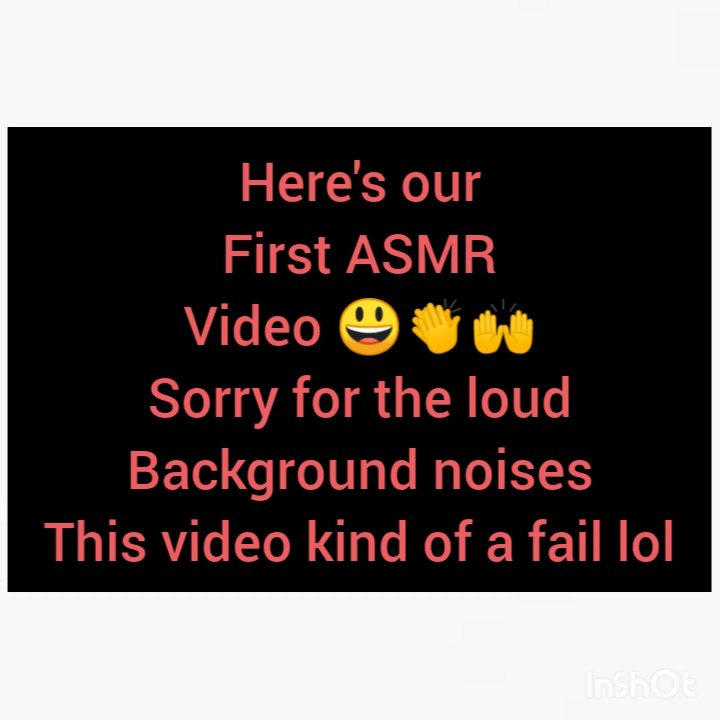 Here's our
First ASMR
Video 😃👏🙌
Sorry for the loud
Background noises
This video kind of a fail lol
InShOt